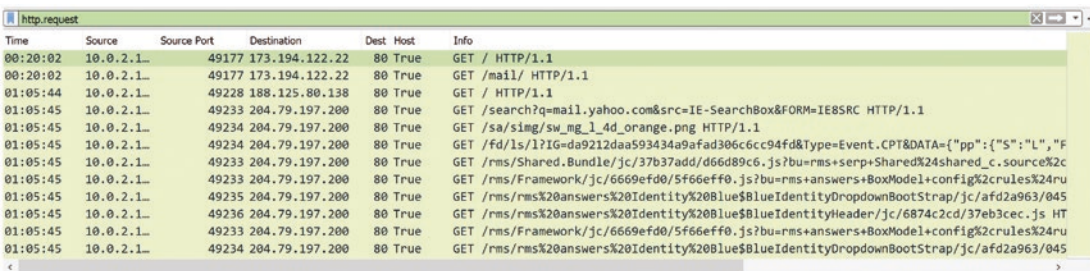 http.request
Time Source Source Port Destination Dest Host Info
00:20:02 10.0.2.1… 49177 173.194.122.22 80 True GET / HTTP/1.1
00:20:02 10.0.2.1… 49177 173.194.122.22 80 True GET /mail/ HTTP/1.1
01:05:44 10.0.2.1… 49228 188.125.80.138 80 True GET / HTTP/1.1
01:05:45 10.0.2.1… 49233 204.79.197.200 80 True GET /search?q=mail.yahoo.com&src=IE-SearchBox&FORM=IE8SRC HTTP/1.1
01:05:45 10.0.2.1… 49234 204.79.197.200 80 True GET /sa/simg/sw_mg_l_4d_orange.png HTTP/1.1
01:05:45 10.0.2.1… 49234 204.79.197.200 80 True GET /fd/ls/l?IG=da9212daa593434a9afad306c6cc94fd&Type=Event.CPT&DATA={"pp":{"S":"L","F
01:05:45 10.0.2.1… 49233 204.79.197.200 80 True GET /rms/Shared.Bundle/jc/37b37add/d66d89c6.js?bu=rms+serp+Shared%24shared_c.source%2c
01:05:45 10.0.2.1… 49233 204.79.197.200 80 True GET /rms/Framework/jc/6669efd0/5f66eff0.js?bu=rms+answers+BoxModel+config%2crules%24ru
01:05:45 10.0.2.1… 49235 204.79.197.200 80 True GET /rms/rms%20answers%20Identity%20Blue$BlueIdentityDropdownBootStrap/jc/afd2a963/045
01:05:45 10.0.2.1… 49236 204.79.197.200 80 True GET /rms/rms%20answers%20Identity%20Blue$BlueIdentityHeader/jc/6874c2cd/37eb3cec.js HT
01:05:45 10.0.2.1… 49233 204.79.197.200 80 True GET /rms/Framework/jc/6669efd0/5f66eff0.js?bu=rms+answers+BoxModel+config%2crules%24ru
01:05:45 10.0.2.1… 49234 204.79.197.200 80 True GET /rms/rms%20answers%20Identity%20Blue$BlueIdentityDropdownBootStrap/jc/afd2a963/045